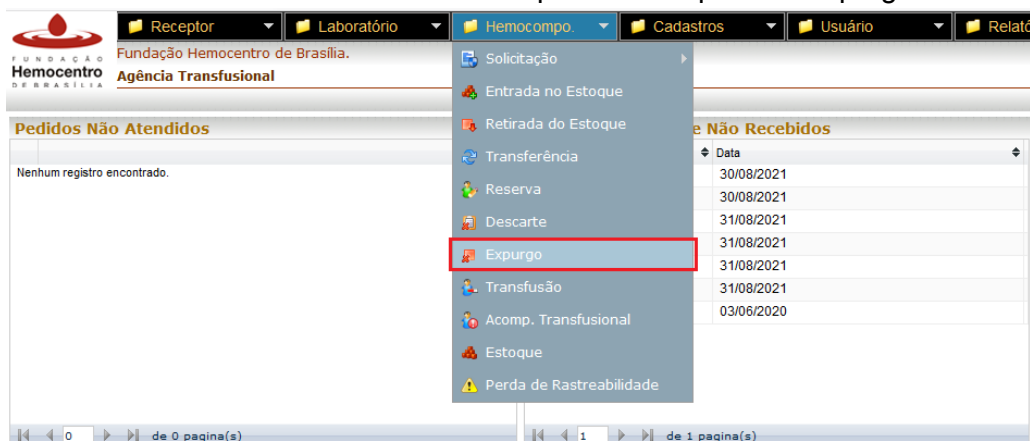 Receptor Laboratório Hemocompo. Cadastros Usuário Relató
FUNDAÇÃO
Hemocentro
DE BRASÍLIA
Fundação Hemocentro de Brasília.
Agência Transfusional
Solicitação
Entrada no Estoque
Retirada do Estoque
Transferência
Reserva
Descarte
Expurgo
Transfusão
Acomp. Transfusional
Estoque
Perda de Rastreabilidade
Pedidos Não Atendidos
Nenhum registro encontrado.
0 de 0 pagina(s)
e Não Recebidos
Data
30/08/2021
30/08/2021
31/08/2021
31/08/2021
31/08/2021
31/08/2021
03/06/2020
1 de 1 pagina(s)